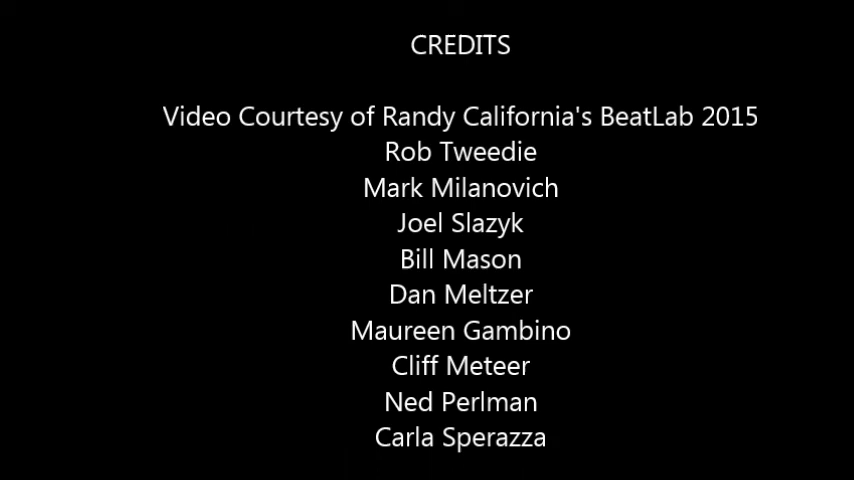 CREDITS
Video Courtesy of Randy California's BeatLab 2015
Rob Tweedie
Mark Milanovich
Joel Slazyk
Bill Mason
Dan Meltzer
Maureen Gambino
Cliff Meteer
Ned Perlman
Carla Sperazza